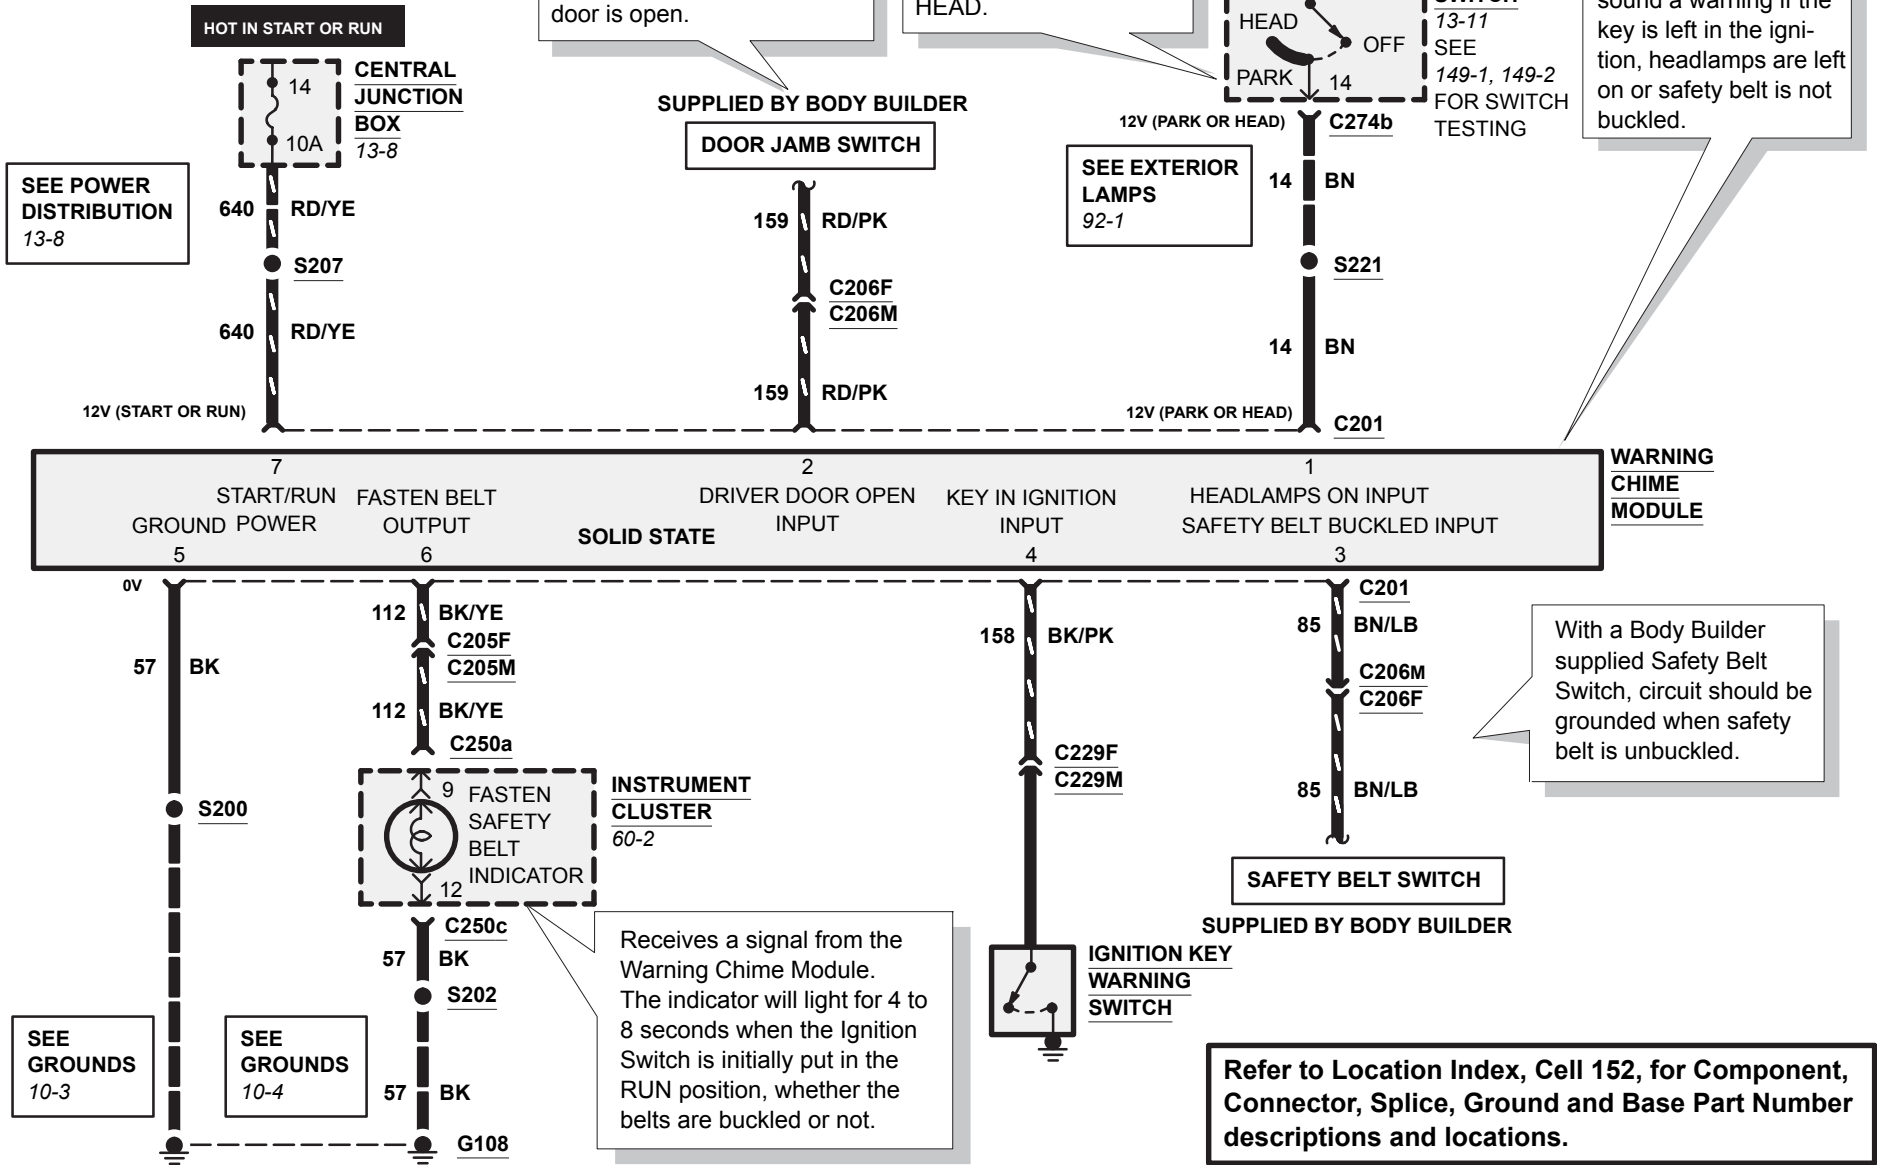 HOT IN START OR RUN
14
10A
CENTRAL
JUNCTION
BOX
13-8
SEE POWER
DISTRIBUTION
13-8
640 RD/YE
S207
640 RD/YE
12V (START OR RUN)
door is open.
SUPPLIED BY BODY BUILDER
DOOR JAMB SWITCH
159 RD/PK
C206F
C206M
159 RD/PK
HEAD.
HEAD
OFF
PARK
14
13-11
SEE
149-1, 149-2
FOR SWITCH
TESTING
12V (PARK OR HEAD)
C274b
SEE EXTERIOR
LAMPS
92-1
14 BN
S221
14 BN
12V (PARK OR HEAD)
C201
sound a warning if the
key is left in the igni-
tion, headlamps are left
on or safety belt is not
buckled.
7
START/RUN
POWER
GROUND
5
FASTEN BELT
OUTPUT
6
SOLID STATE
2
DRIVER DOOR OPEN
INPUT
KEY IN IGNITION
INPUT
4
1
HEADLAMPS ON INPUT
SAFETY BELT BUCKLED INPUT
3
WARNING
CHIME
MODULE
0V
57 BK
S200
SEE
GROUNDS
10-3
112 BK/YE
C205F
C205M
112 BK/YE
C250a
9
FASTEN
SAFETY
BELT
INDICATOR
12
INSTRUMENT
CLUSTER
60-2
C250c
57 BK
S202
SEE
GROUNDS
10-4
57 BK
G108
Receives a signal from the
Warning Chime Module.
The indicator will light for 4 to
8 seconds when the Ignition
Switch is initially put in the
RUN position, whether the
belts are buckled or not.
158 BK/PK
C229F
C229M
IGNITION KEY
WARNING
SWITCH
C201
85 BN/LB
C206M
C206F
85 BN/LB
SAFETY BELT SWITCH
SUPPLIED BY BODY BUILDER
With a Body Builder
supplied Safety Belt
Switch, circuit should be
grounded when safety
belt is unbuckled.
Refer to Location Index, Cell 152, for Component,
Connector, Splice, Ground and Base Part Number
descriptions and locations.